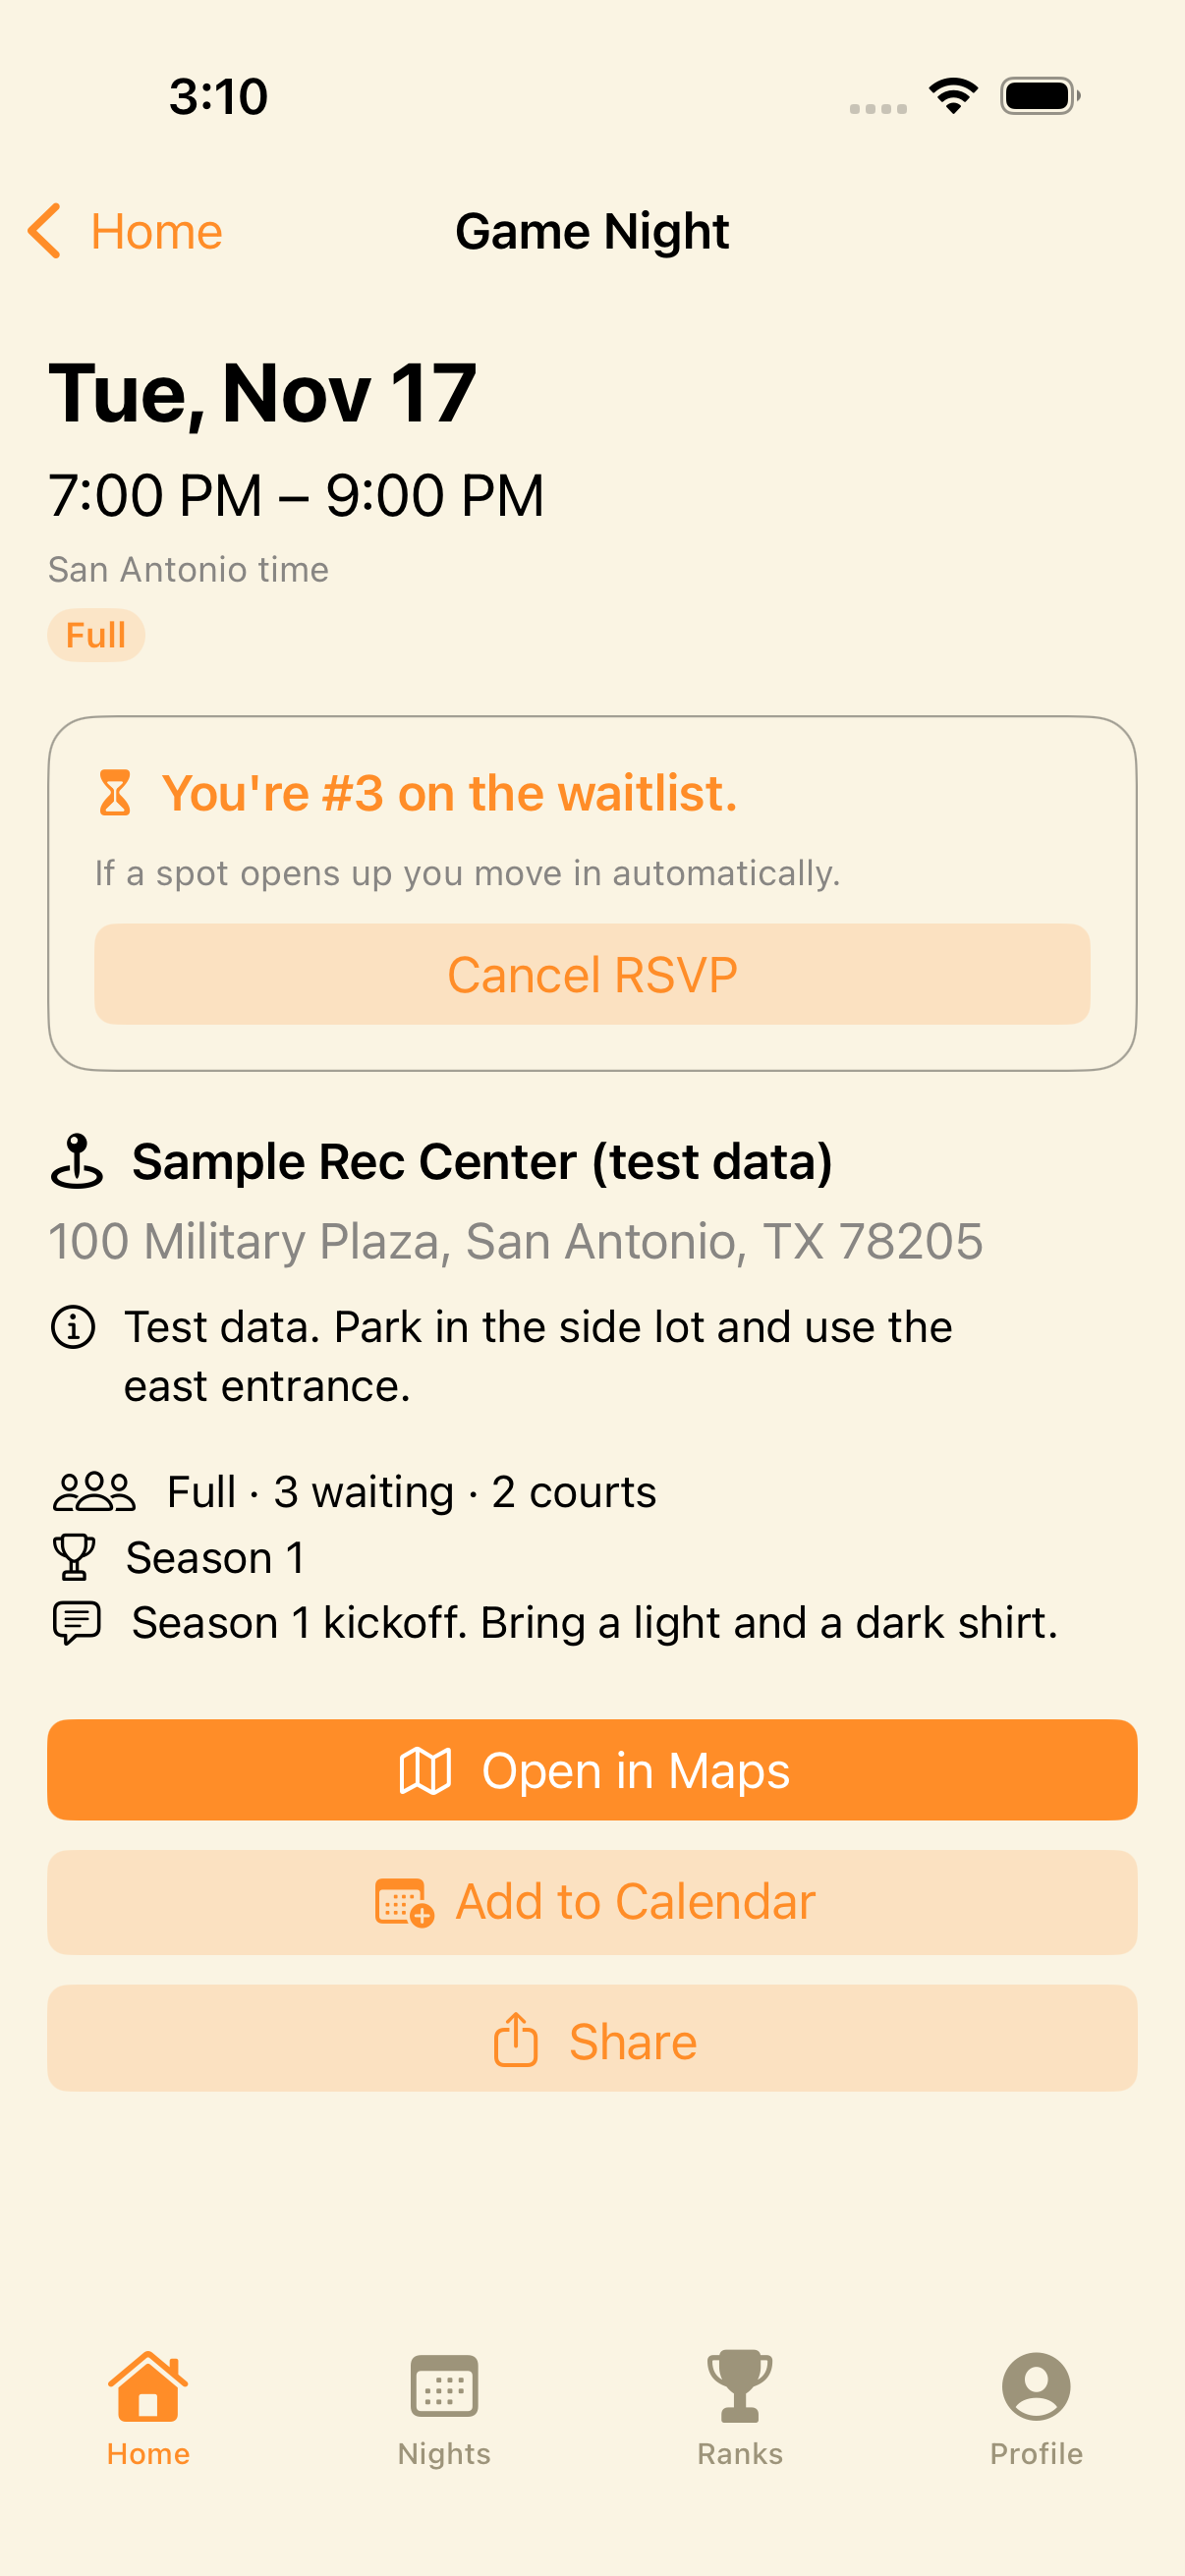 3:10
Home
Game Night
Tue, Nov 17
7:00 PM – 9:00 PM
San Antonio time
Full
You're #3 on the waitlist.
If a spot opens up you move in automatically.
Cancel RSVP
Sample Rec Center (test data)
100 Military Plaza, San Antonio, TX 78205
Test data. Park in the side lot and use the
east entrance.
Full · 3 waiting · 2 courts
Season 1
Season 1 kickoff. Bring a light and a dark shirt.
Open in Maps
Add to Calendar
Share
Home
Nights
Ranks
Profile